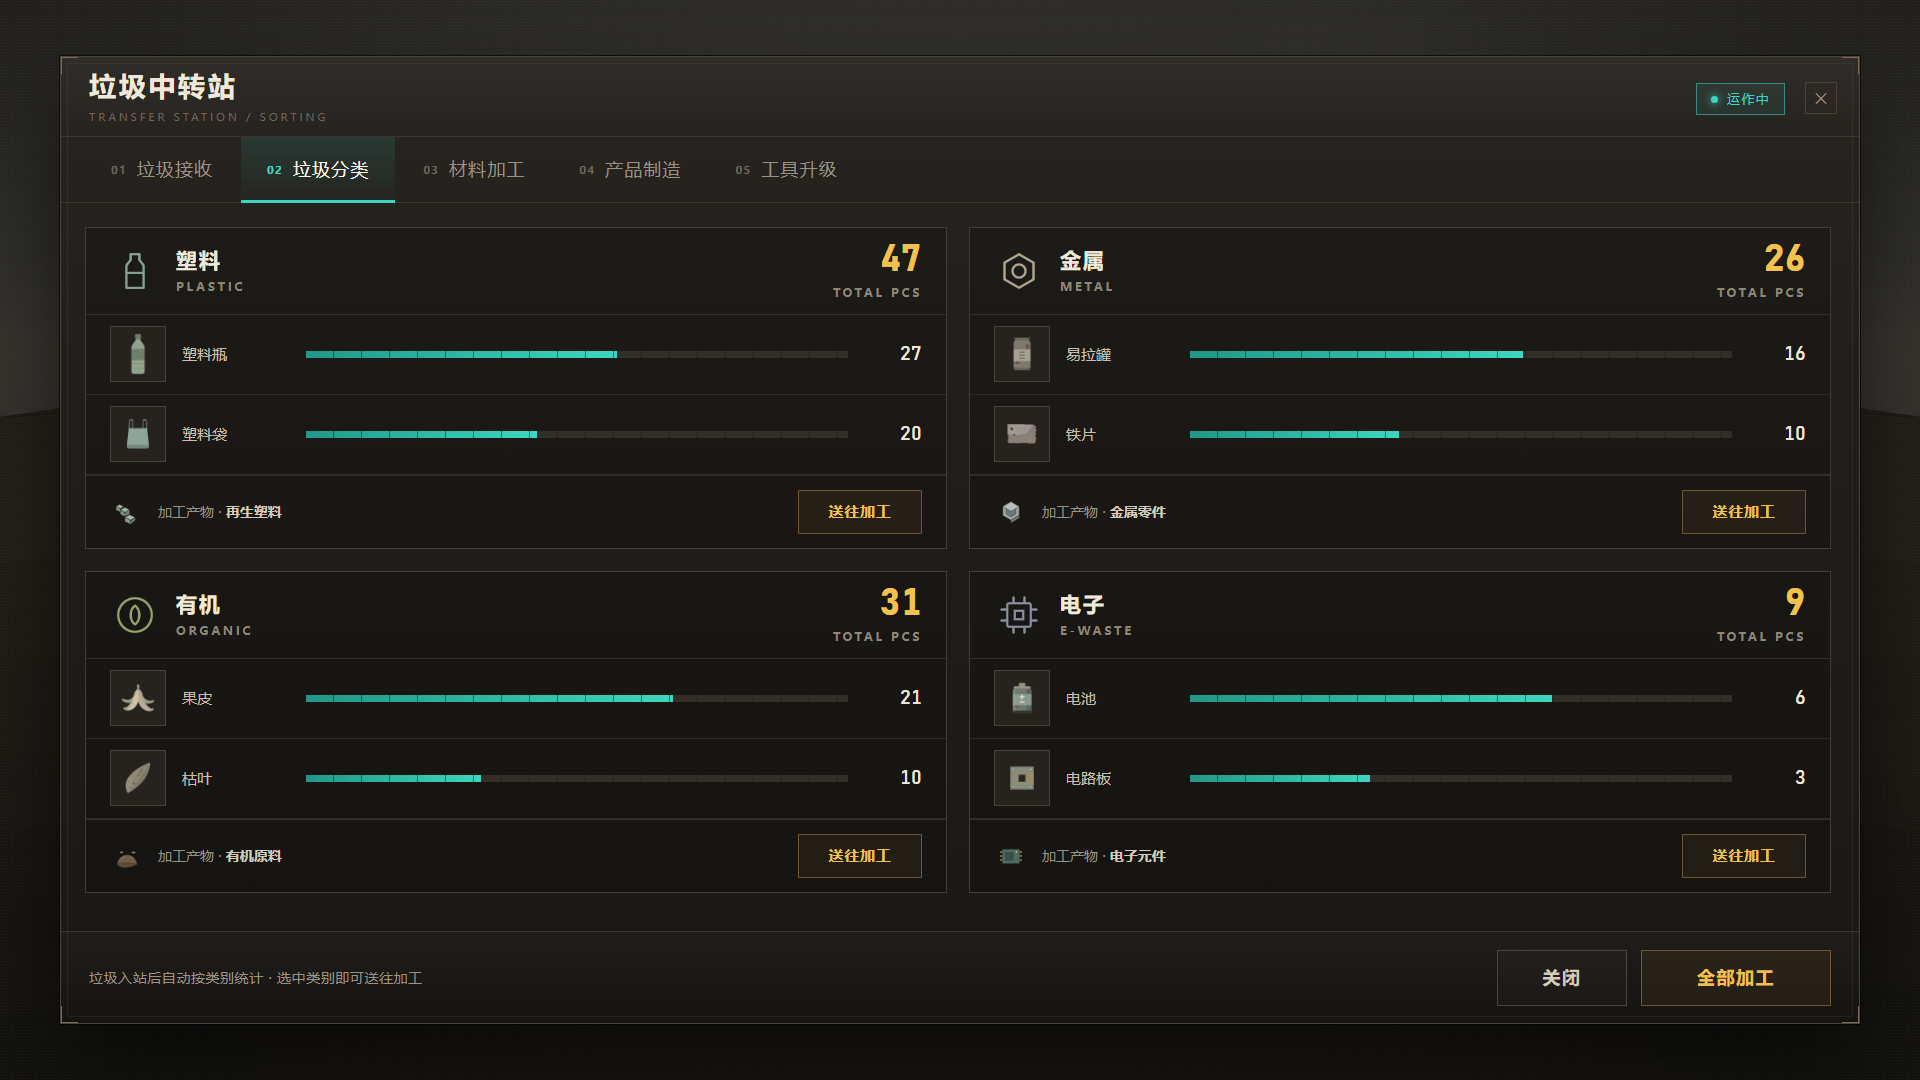 垃圾中转站
TRANSFER STATION / SORTING
运作中
01 垃圾接收
02 垃圾分类
03 材料加工
04 产品制造
05 工具升级
塑料
PLASTIC
47
TOTAL PCS
塑料瓶
27
塑料袋
20
加工产物 · 再生塑料
送往加工
金属
METAL
26
TOTAL PCS
易拉罐
16
铁片
10
加工产物 · 金属零件
送往加工
有机
ORGANIC
31
TOTAL PCS
果皮
21
枯叶
10
加工产物 · 有机原料
送往加工
电子
E-WASTE
9
TOTAL PCS
电池
6
电路板
3
加工产物 · 电子元件
送往加工
垃圾入站后自动按类别统计 · 选中类别即可送往加工
关闭
全部加工